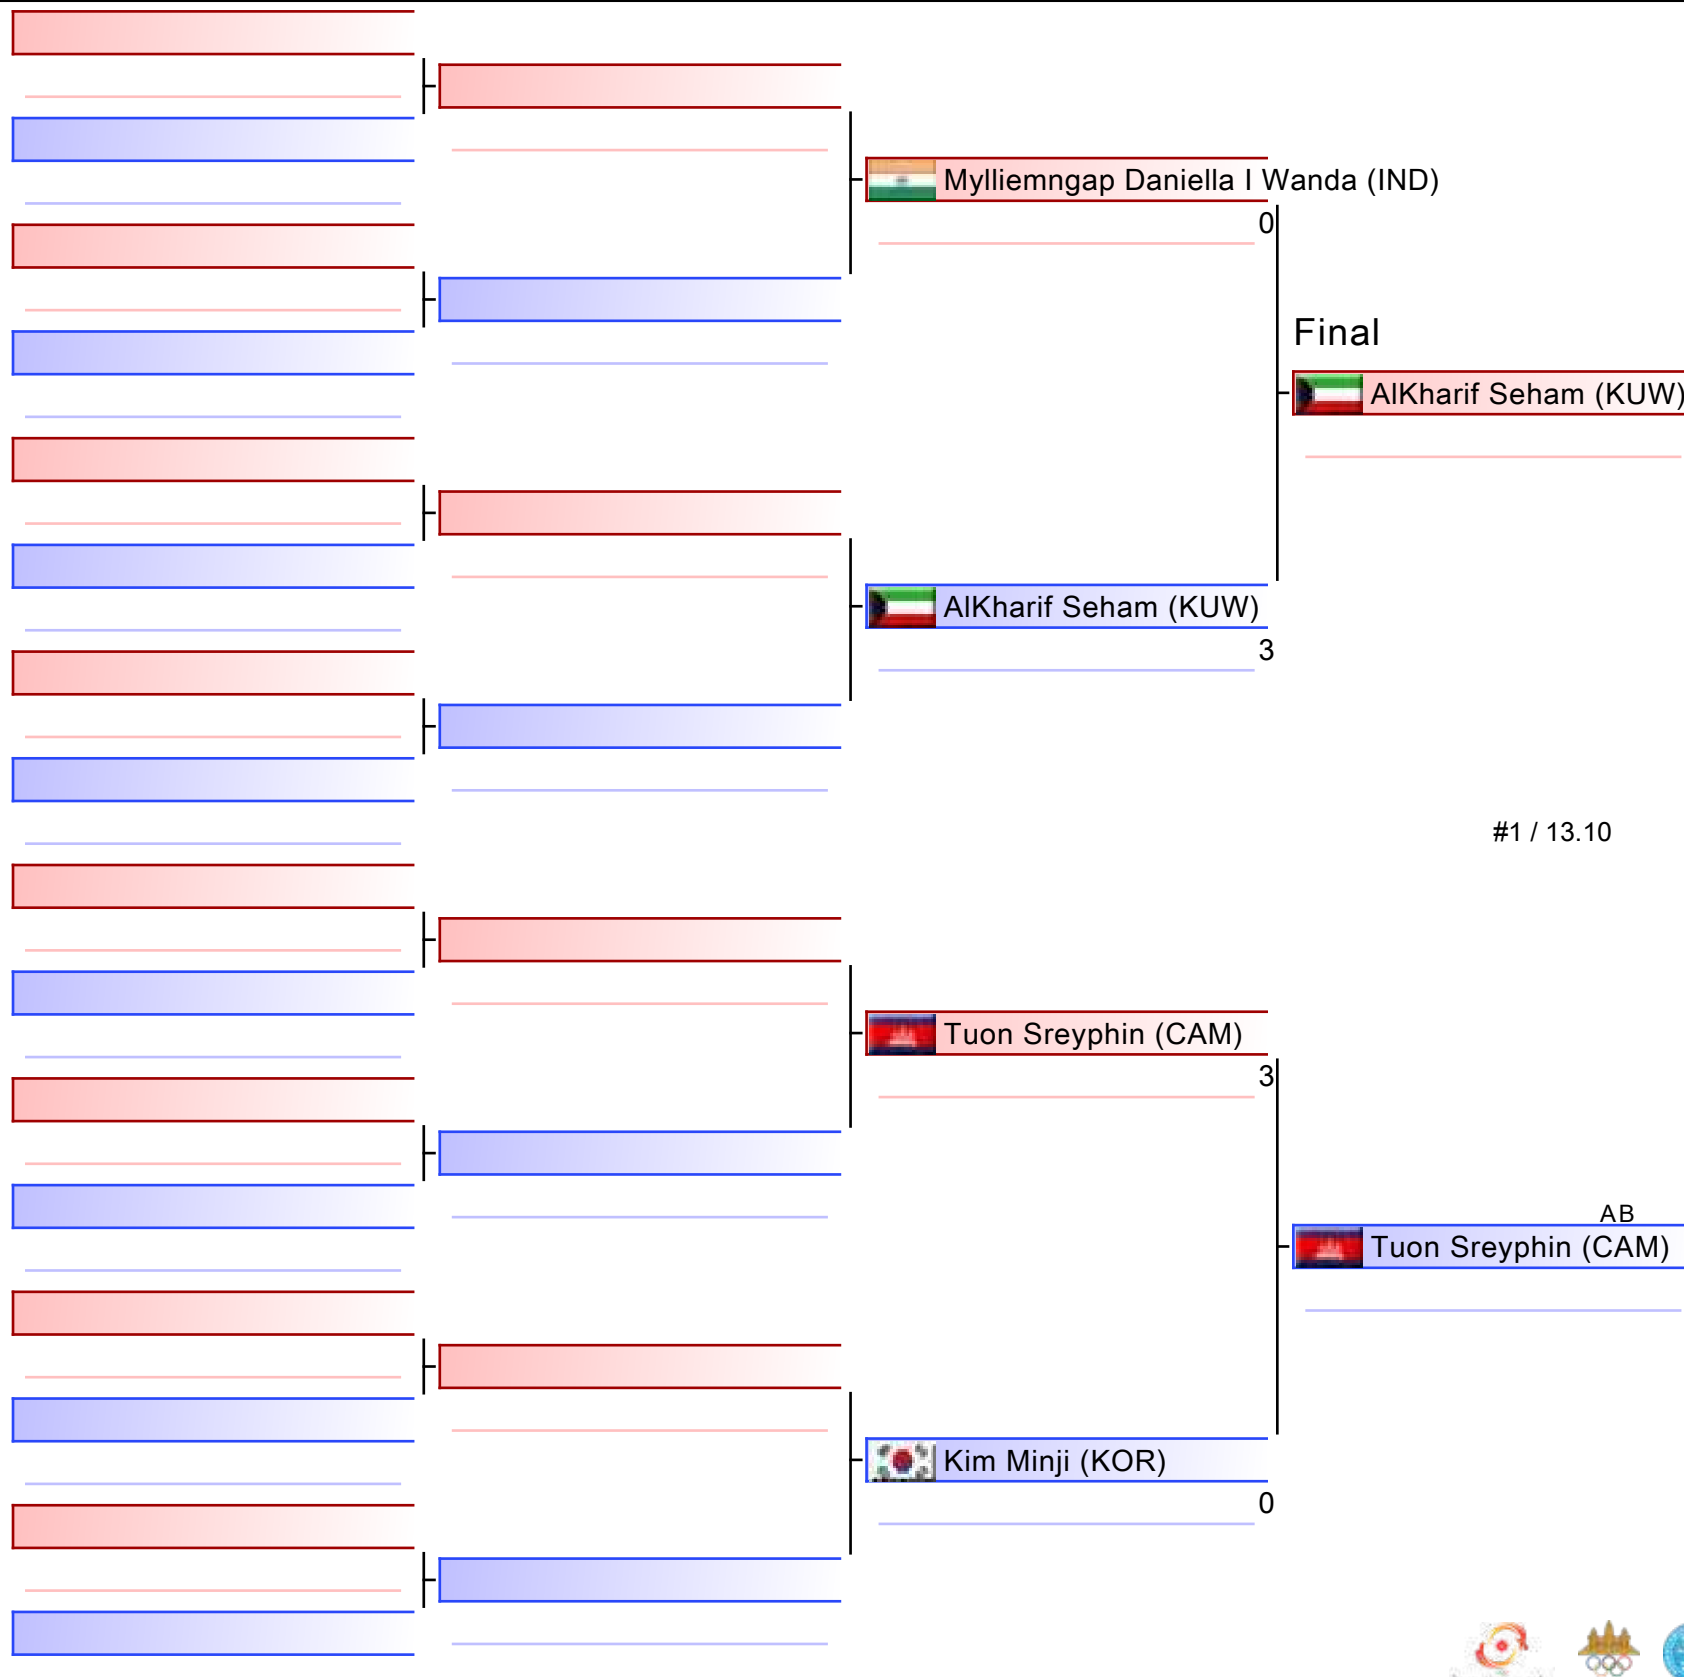 Mylliemngap Daniella I Wanda (IND)
0
Final
AlKharif Seham (KUW)
AlKharif Seham (KUW)
3
#1 / 13.10
Tuon Sreyphin (CAM)
3
AB
Tuon Sreyphin (CAM)
Kim Minji (KOR)
0